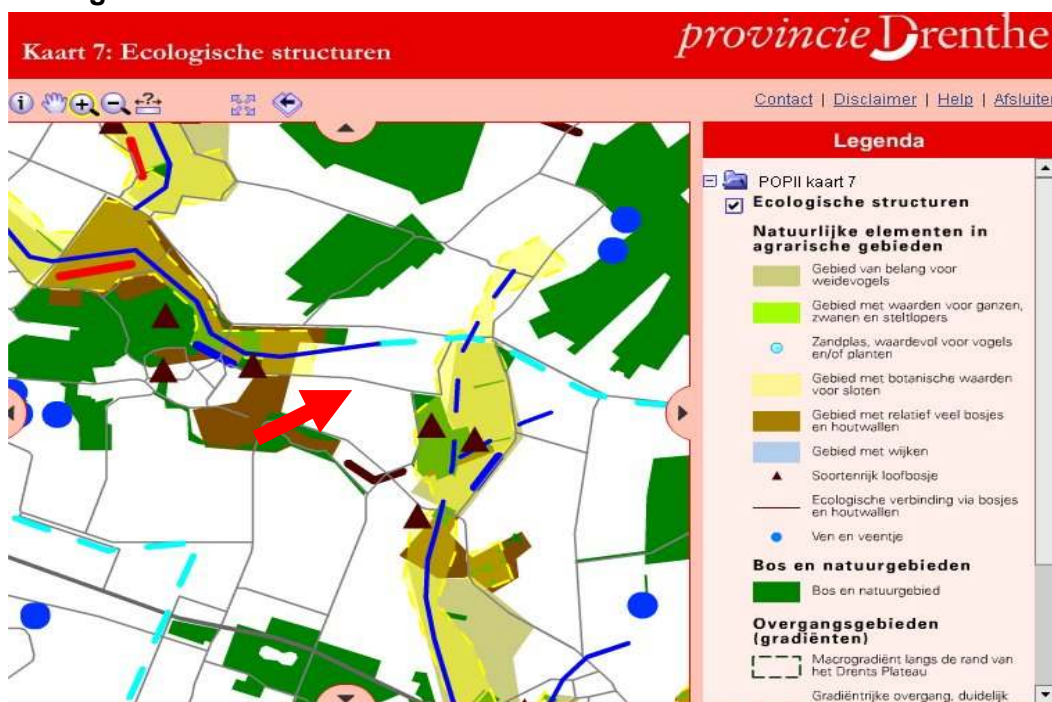 Kaart 7: Ecologische structuren
provincie Drenthe
Contact | Disclaimer | Help | Afsluiten
Legenda
POPII kaart 7
Ecologische structuren
Natuurlijke elementen in
agrarische gebieden
Gebied van belang voor
weidevogels
Gebied met waarden voor ganzen,
zwanen en steltlopers
Zandplas, waardevol voor vogels
en/of planten
Gebied met botanische waarden
voor sloten
Gebied met relatief veel bosjes
en houtwallen
Gebied met wijken
Soortenrijk loofbosje
Ecologische verbinding via bosjes
en houtwallen
Ven en veentje
Bos en natuurgebieden
Bos en natuurgebied
Overgangsgebieden
(gradiënten)
Macrogradiënt langs de rand van
het Drents Plateau
Gradiëntrijke overgang, duidelijk